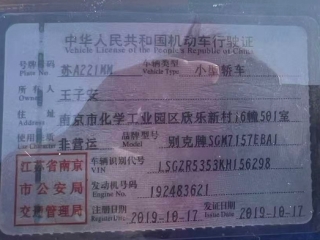 中华人民共和国机动车行驶证
Vehicle License of the People's Republic of China
号牌号码 苏A221MM 车辆类型 小型轿车
Plate No. Vehicle Type
所有人 王子安
Owner
住址 南京市化学工业园区欣乐新村16幢501室
Address
使用性质 非营运 品牌型号 别克牌SGM7157EBA1
Use Character Model
江苏省南京市公安局交通管理局
车辆识别代号 LSGZR5353KH156298
VIN
发动机号码 192483621
Engine No.
注册日期 2019-10-17 发证日期 2019-10-17
Register Date Issue Date